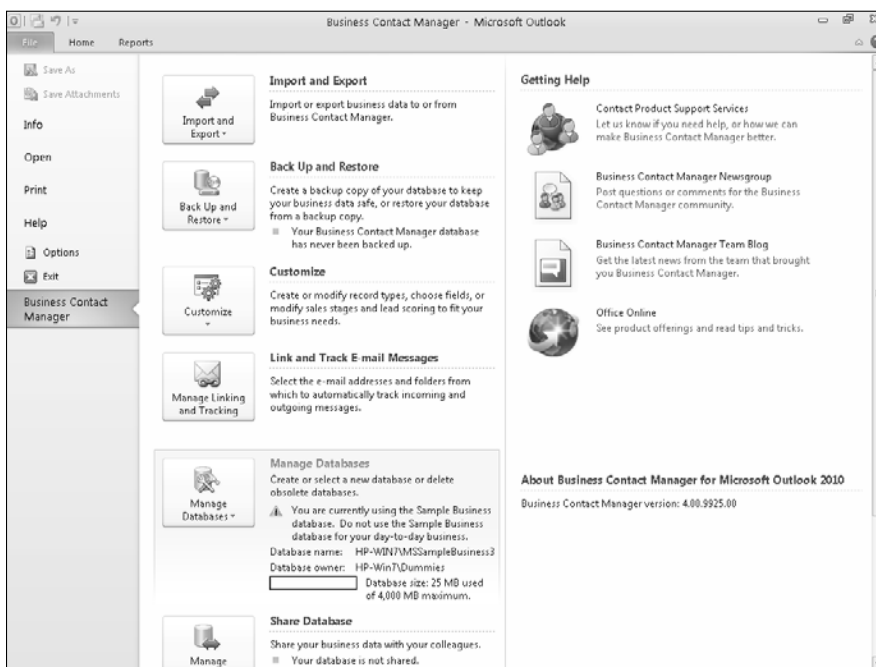 Business Contact Manager - Microsoft Outlook
File Home Reports
Save As
Save Attachments
Info
Open
Print
Help
Options
Exit
Business Contact
Manager
Import and
Export
Import and Export
Import or export business data to or from
Business Contact Manager.
Back Up and
Restore
Back Up and Restore
Create a backup copy of your database to keep
your business data safe, or restore your database
from a backup copy.
Your Business Contact Manager database
has never been backed up.
Customize
Customize
Create or modify record types, choose fields, or
modify sales stages and lead scoring to fit your
business needs.
Manage Linking
and Tracking
Link and Track E-mail Messages
Select the e-mail addresses and folders from
which to automatically track incoming and
outgoing messages.
Manage
Databases
Manage Databases
Create or select a new database or delete
obsolete databases.
You are currently using the Sample Business
database. Do not use the Sample Business
database for your day-to-day business.
Database name: HP-WIN7\MSSampleBusiness3
Database owner: HP-Win7\Dummies
Database size: 25 MB used
of 4,000 MB maximum.
Manage
Share Database
Share your business data with your colleagues.
Your database is not shared.
Getting Help
Contact Product Support Services
Let us know if you need help, or how we can
make Business Contact Manager better.
Business Contact Manager Newsgroup
Post questions or comments for the Business
Contact Manager community.
Business Contact Manager Team Blog
Get the latest news from the team that brought
you Business Contact Manager.
Office Online
See product offerings and read tips and tricks.
About Business Contact Manager for Microsoft Outlook 2010
Business Contact Manager version: 4.00.9925.00